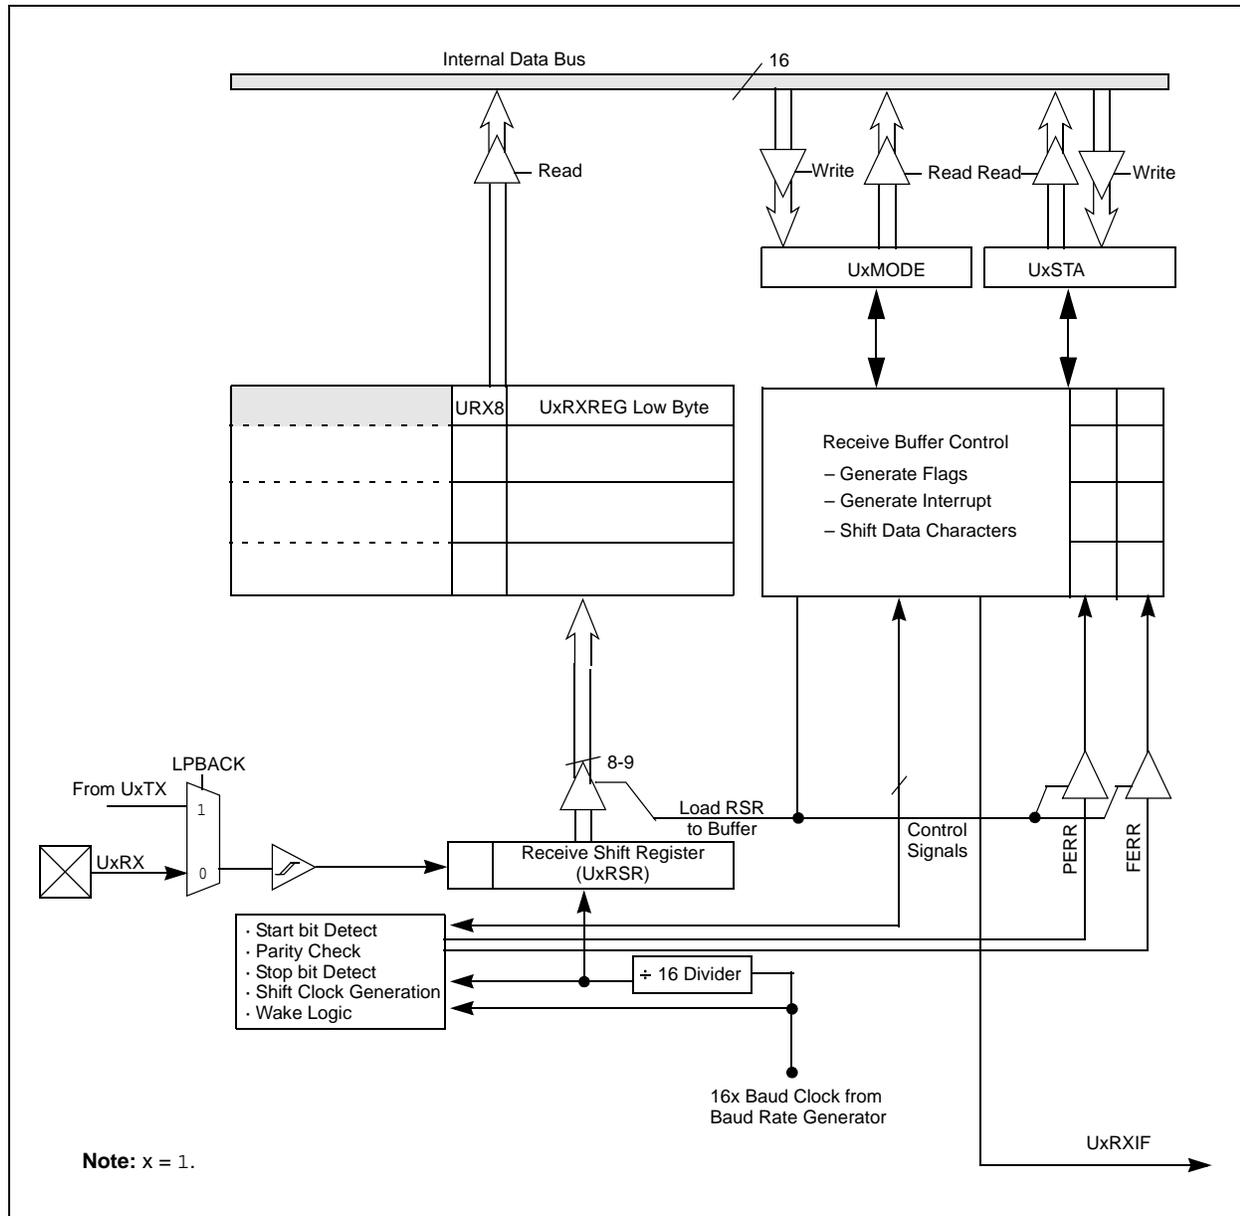 Internal Data Bus
16
Read
Write
Read Read
Write
UxMODE
UxSTA
URX8
UxRXREG Low Byte
Receive Buffer Control
– Generate Flags
– Generate Interrupt
– Shift Data Characters
LPBACK
From UxTX
1
UxRX
0
8-9
Load RSR
to Buffer
Control
Signals
PERR
FERR
Receive Shift Register
(UxRSR)
· Start bit Detect
· Parity Check
· Stop bit Detect
· Shift Clock Generation
· Wake Logic
÷ 16 Divider
16x Baud Clock from
Baud Rate Generator
UxRXIF
Note: x = 1.